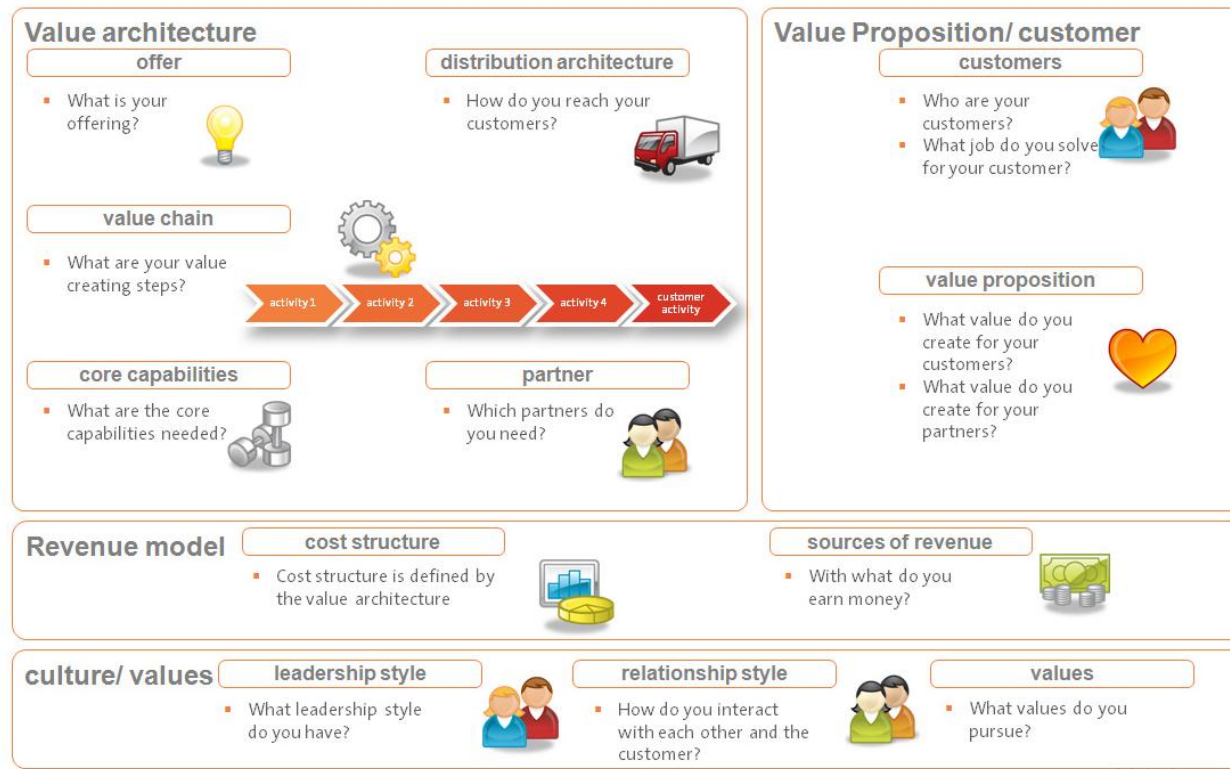 Value architecture
offer
What is your
offering?
distribution architecture
How do you reach your
customers?
value chain
What are your value
creating steps?
activity 1
activity 2
activity 3
activity 4
customer
activity
core capabilities
What are the core
capabilities needed?
partner
Which partners do
you need?
Value Proposition/ customer
customers
Who are your
customers?
What job do you solve
for your customer?
value proposition
What value do you
create for your
customers?
What value do you
create for your
partners?
Revenue model
cost structure
Cost structure is defined by
the value architecture
sources of revenue
With what do you
earn money?
culture/ values
leadership style
What leadership style
do you have?
relationship style
How do you interact
with each other and the
customer?
values
What values do you
pursue?